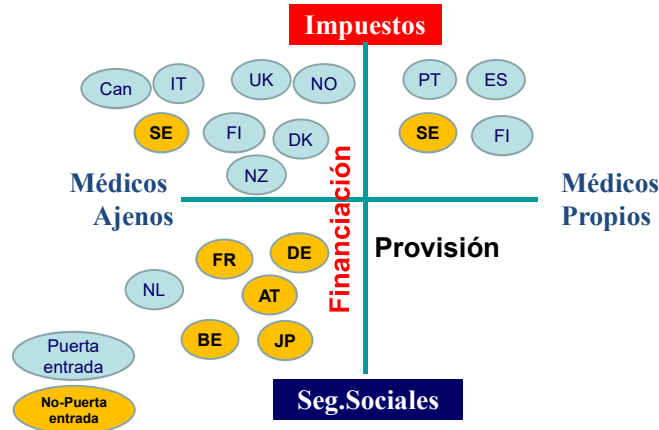 Impuestos
Can
IT
UK
NO
PT
ES
SE
FI
DK
SE
FI
NZ
Médicos
Ajenos
Médicos
Propios
Financiación
Provisión
FR
DE
NL
AT
BE
JP
Puerta
entrada
No-Puerta
entrada
Seg.Sociales